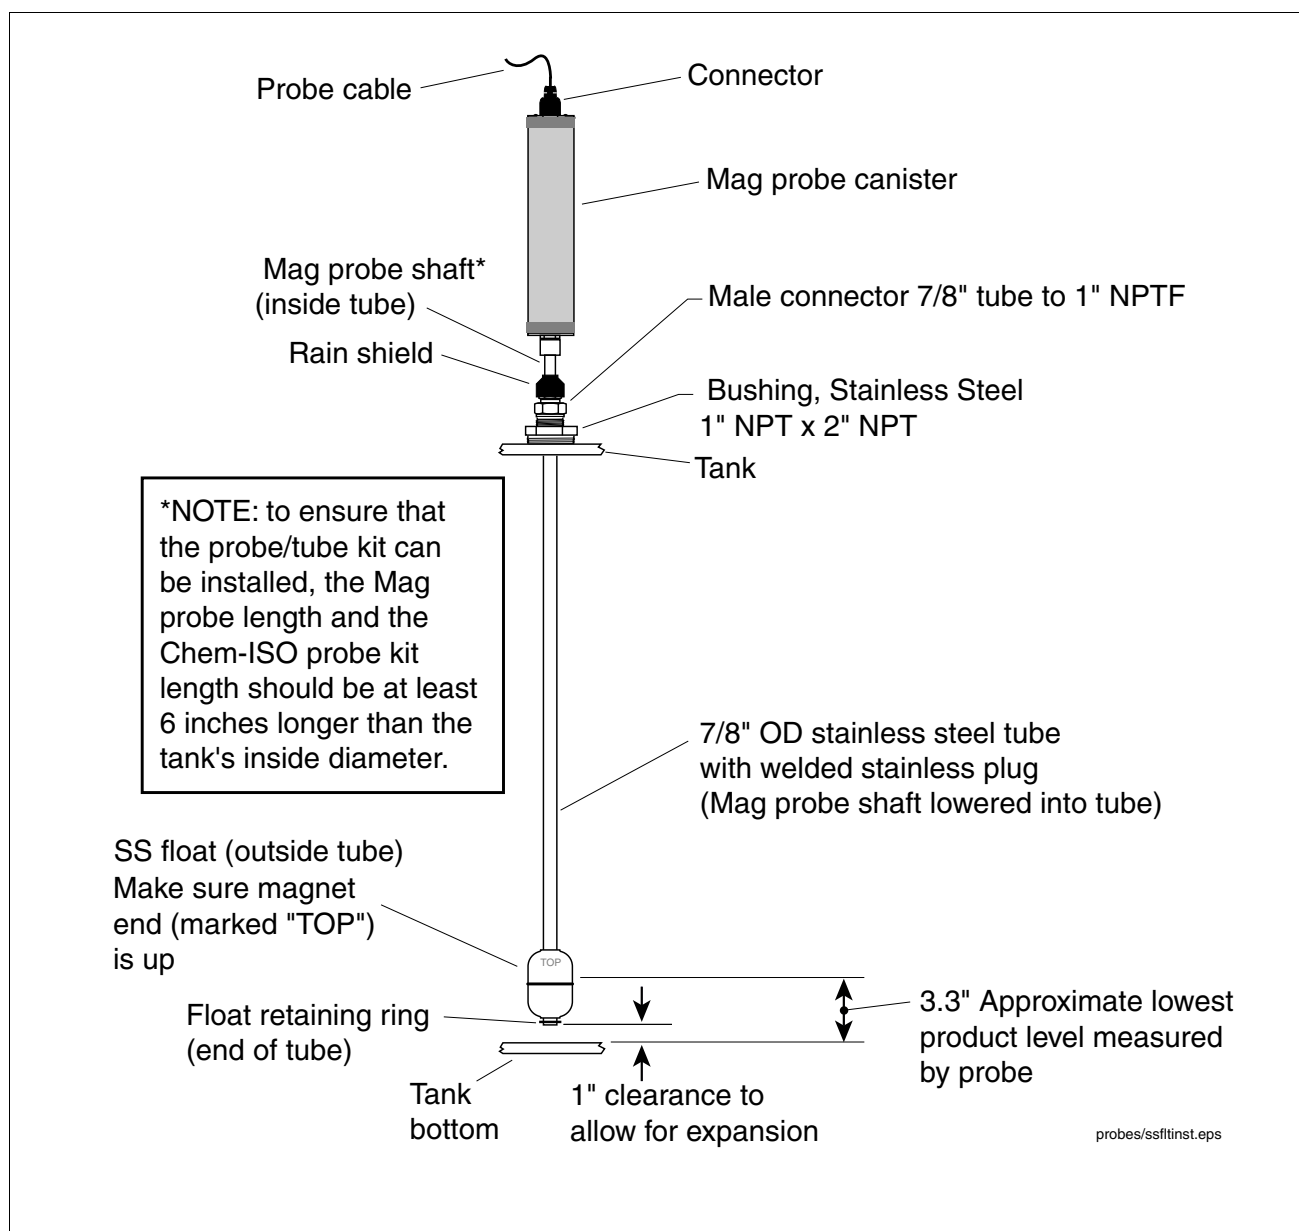 Probe cable
Connector
Mag probe canister
Mag probe shaft*
(inside tube)
Male connector 7/8" tube to 1" NPTF
Rain shield
Bushing, Stainless Steel
1" NPT x 2" NPT
Tank
*NOTE: to ensure that
the probe/tube kit can
be installed, the Mag
probe length and the
Chem-ISO probe kit
length should be at least
6 inches longer than the
tank's inside diameter.
7/8" OD stainless steel tube
with welded stainless plug
(Mag probe shaft lowered into tube)
SS float (outside tube)
Make sure magnet
end (marked "TOP")
is up
TOP
Float retaining ring
(end of tube)
3.3" Approximate lowest
product level measured
by probe
Tank
bottom
1" clearance to
allow for expansion
probes/ssfltinst.eps